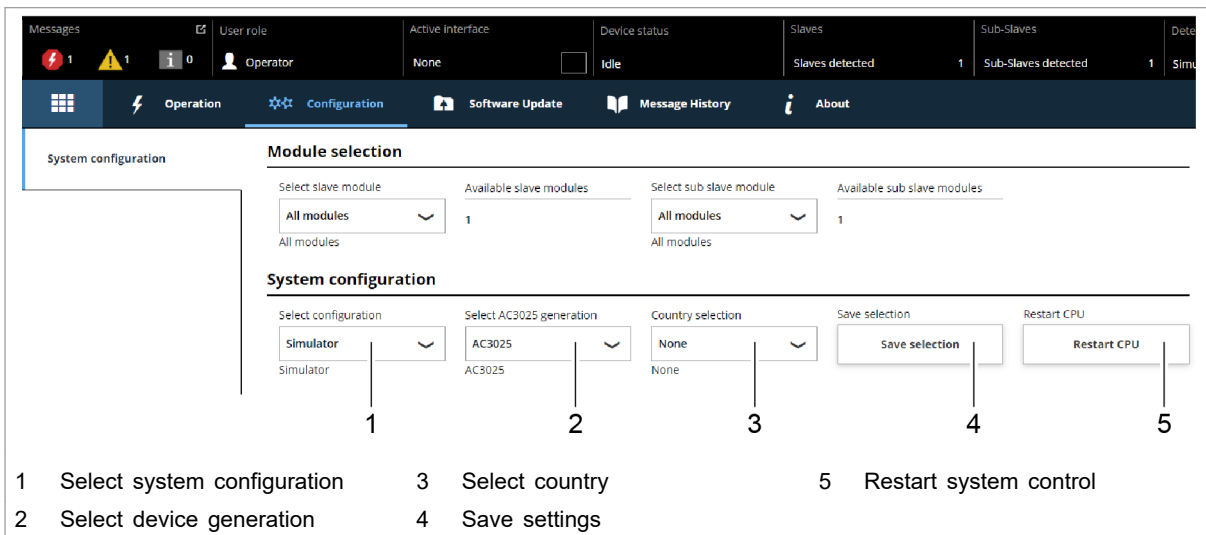 Messages User role Active interface Device status Slaves Sub-Slaves Dete
1 1 i 0 Operator None Idle Slaves detected 1 Sub-Slaves detected 1 Simu
Operation Configuration Software Update Message History i About
System configuration
Module selection
Select slave module Available slave modules Select sub slave module Available sub slave modules
All modules 1 All modules 1
All modules All modules
System configuration
Select configuration Select AC3025 generation Country selection Save selection Restart CPU
Simulator AC3025 None Save selection Restart CPU
Simulator AC3025 None
1 2 3 4 5
1 Select system configuration 3 Select country 5 Restart system control
2 Select device generation 4 Save settings